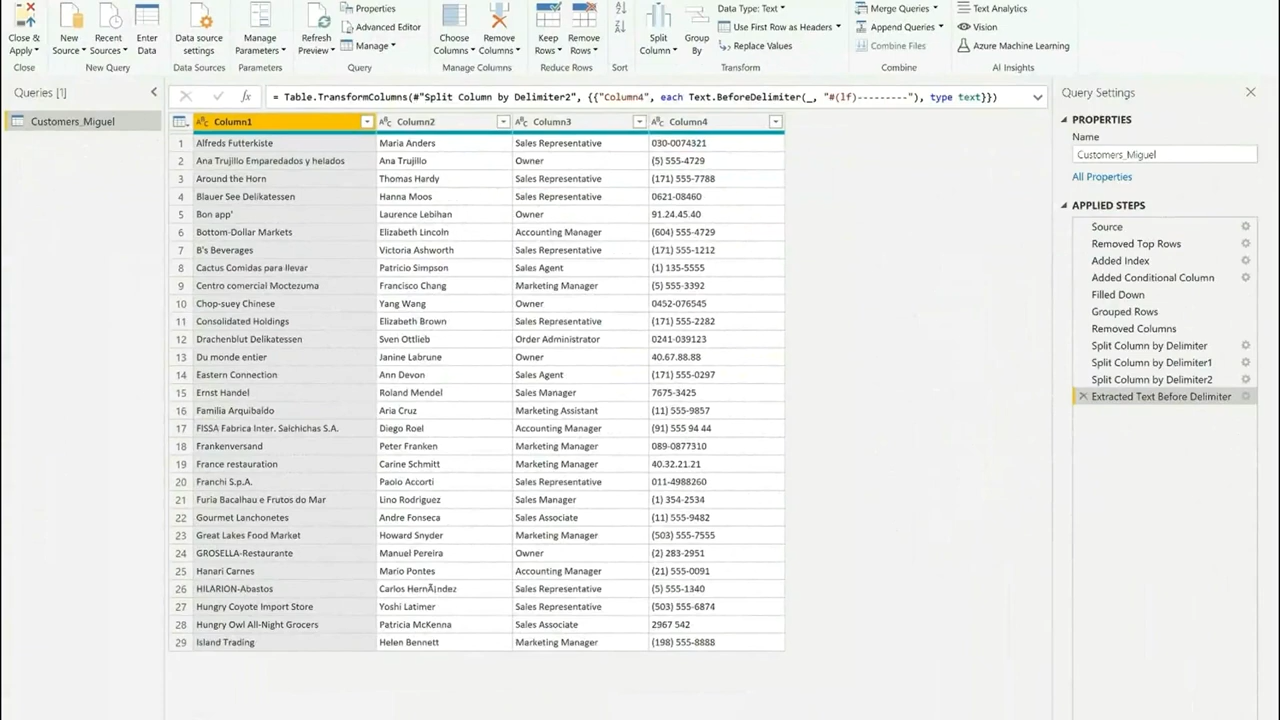 Close & Apply
New Source
Recent Sources
Enter Data
Data source settings
Manage Parameters
Refresh Preview
Properties
Advanced Editor
Manage
Choose Columns
Remove Columns
Keep Rows
Remove Rows
Split Column
Group By
Data Type: Text
Use First Row as Headers
Replace Values
Merge Queries
Append Queries
Combine Files
Text Analytics
Vision
Azure Machine Learning
Close
New Query
Data Sources
Parameters
Query
Manage Columns
Reduce Rows
Sort
Transform
Combine
AI Insights
Queries [1]
Customers_Miguel
fx = Table.TransformColumns(#"Split Column by Delimiter2", {{"Column4", each Text.BeforeDelimiter(_, "#(lf)---------"), type text}})
Column1 Column2 Column3 Column4
1 Alfreds Futterkiste Maria Anders Sales Representative 030-0074321
2 Ana Trujillo Emparedados y helados Ana Trujillo Owner (5) 555-4729
3 Around the Horn Thomas Hardy Sales Representative (171) 555-7788
4 Blauer See Delikatessen Hanna Moos Sales Representative 0621-08460
5 Bon app' Laurence Lebihan Owner 91.24.45.40
6 Bottom-Dollar Markets Elizabeth Lincoln Accounting Manager (604) 555-4729
7 B's Beverages Victoria Ashworth Sales Representative (171) 555-1212
8 Cactus Comidas para llevar Patricio Simpson Sales Agent (1) 135-5555
9 Centro comercial Moctezuma Francisco Chang Marketing Manager (5) 555-3392
10 Chop-suey Chinese Yang Wang Owner 0452-076545
11 Consolidated Holdings Elizabeth Brown Sales Representative (171) 555-2282
12 Drachenblut Delikatessen Sven Ottlieb Order Administrator 0241-039123
13 Du monde entier Janine Labrune Owner 40.67.88.88
14 Eastern Connection Ann Devon Sales Agent (171) 555-0297
15 Ernst Handel Roland Mendel Sales Manager 7675-3425
16 Familia Arquibaldo Aria Cruz Marketing Assistant (11) 555-9857
17 FISSA Fabrica Inter. Salchichas S.A. Diego Roel Accounting Manager (91) 555 94 44
18 Frankenversand Peter Franken Marketing Manager 089-0877310
19 France restauration Carine Schmitt Marketing Manager 40.32.21.21
20 Franchi S.p.A. Paolo Accorti Sales Representative 011-4988260
21 Furia Bacalhau e Frutos do Mar Lino Rodriguez Sales Manager (1) 354-2534
22 Gourmet Lanchonetes Andre Fonseca Sales Associate (11) 555-9482
23 Great Lakes Food Market Howard Snyder Marketing Manager (503) 555-7555
24 GROSELLA-Restaurante Manuel Pereira Owner (2) 283-2951
25 Hanari Carnes Mario Pontes Accounting Manager (21) 555-0091
26 HILARION-Abastos Carlos HernÃ¡ndez Sales Representative (5) 555-1340
27 Hungry Coyote Import Store Yoshi Latimer Sales Representative (503) 555-6874
28 Hungry Owl All-Night Grocers Patricia McKenna Sales Associate 2967 542
29 Island Trading Helen Bennett Marketing Manager (198) 555-8888
Query Settings
PROPERTIES
Name
Customers_Miguel
All Properties
APPLIED STEPS
Source
Removed Top Rows
Added Index
Added Conditional Column
Filled Down
Grouped Rows
Removed Columns
Split Column by Delimiter
Split Column by Delimiter1
Split Column by Delimiter2
Extracted Text Before Delimiter